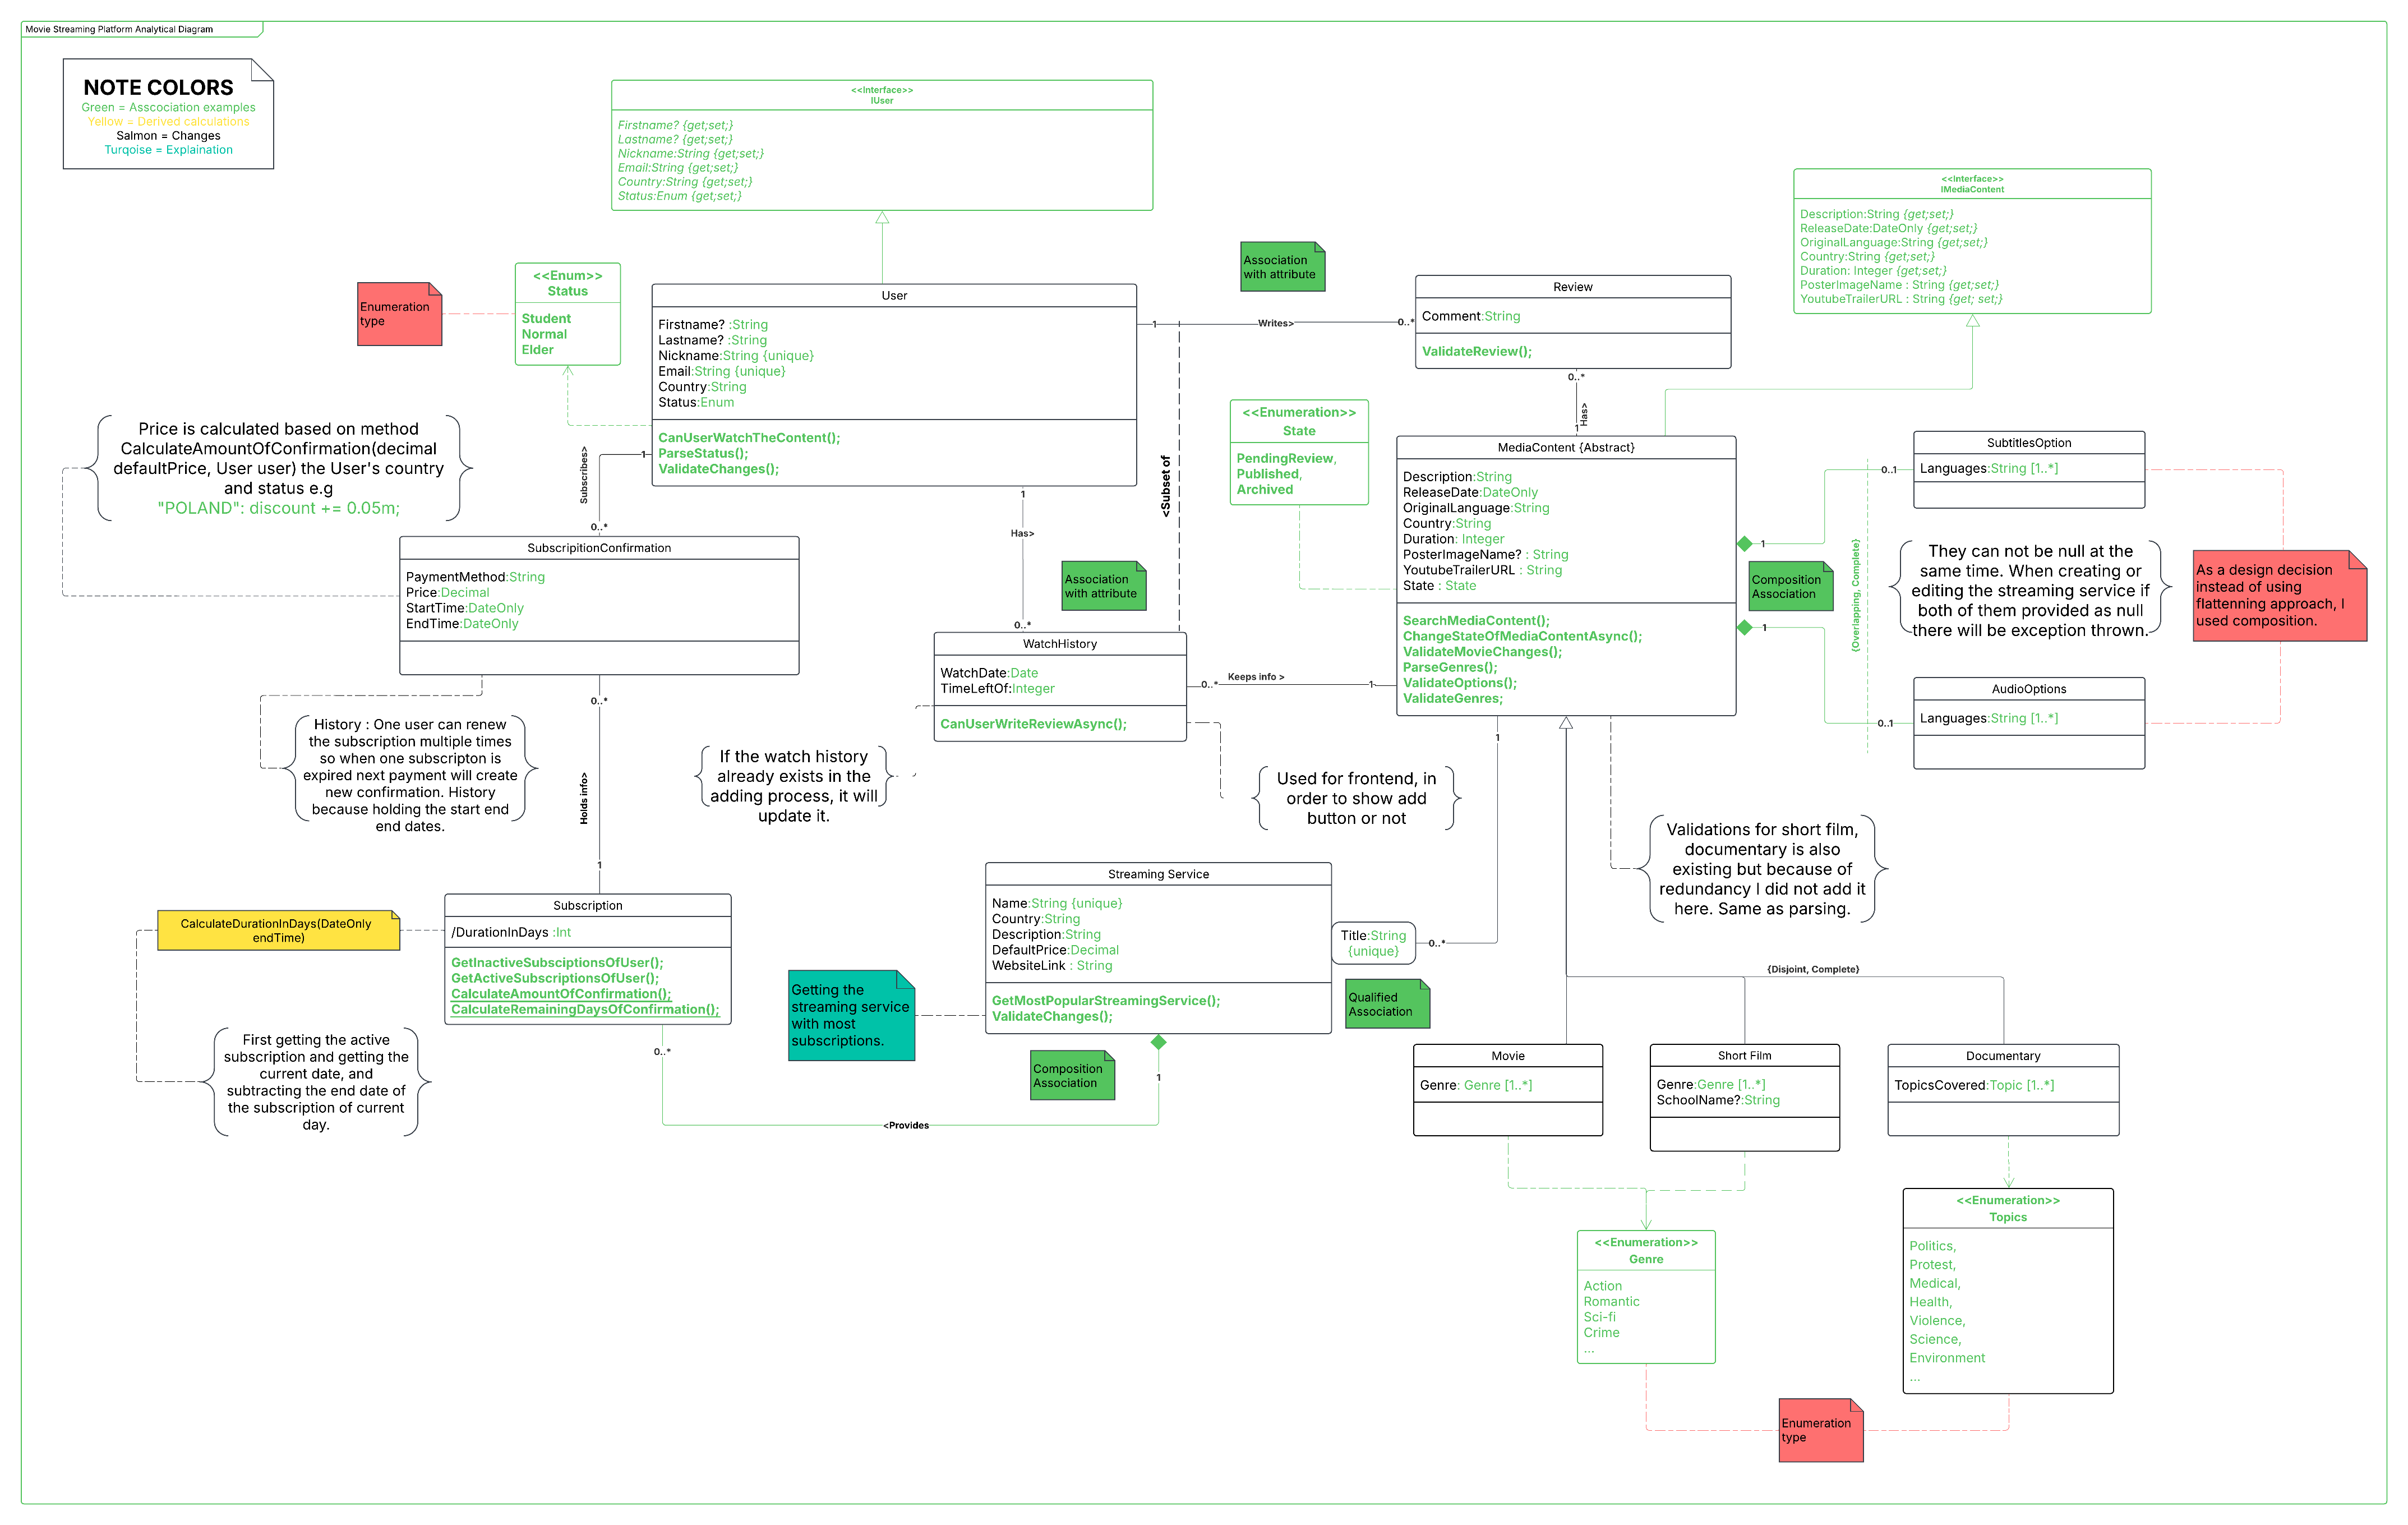 Movie Streaming Platform Analytical Diagram
NOTE COLORS
Green = Asscociation examples
Yellow = Derived calculations
Salmon = Changes
Turqoise = Explaination
<<Interface>>
IUser
Firstname? {get;set;}
Lastname? {get;set;}
Nickname:String {get;set;}
Email:String {get;set;}
Country:String {get;set;}
Status:Enum {get;set;}
<<Interface>>
IMediaContent
Description:String {get;set;}
ReleaseDate:DateOnly {get;set;}
OriginalLanguage:String {get;set;}
Country:String {get;set;}
Duration: Integer {get;set;}
PosterImageName : String {get;set;}
YoutubeTrailerURL : String {get; set;}
Enumeration
type
<<Enum>>
Status
Student
Normal
Elder
User
Firstname? :String
Lastname? :String
Nickname:String {unique}
Email:String {unique}
Country:String
Status:Enum
CanUserWatchTheContent();
ParseStatus();
ValidateChanges();
Association
with attribute
1
Writes>
0..*
Review
Comment:String
ValidateReview();
0..*
Has>
1
<<Enumeration>>
State
PendingReview,
Published,
Archived
MediaContent {Abstract}
Description:String
ReleaseDate:DateOnly
OriginalLanguage:String
Country:String
Duration: Integer
PosterImageName? : String
YoutubeTrailerURL : String
State : State
SearchMediaContent();
ChangeStateOfMediaContentAsync();
ValidateMovieChanges();
ParseGenres();
ValidateOptions();
ValidateGenres;
SubtitlesOption
Languages:String [1..*]
0..1
1
Composition
Association
1
{Overlapping, Complete}
They can not be null at the
same time. When creating or
editing the streaming service if
both of them provided as null
there will be exception thrown.
As a design decision
instead of using
flattenning approach, I
used composition.
AudioOptions
Languages:String [1..*]
0..1
Price is calculated based on method
CalculateAmountOfConfirmation(decimal
defaultPrice, User user) the User's country
and status e.g
"POLAND": discount += 0.05m;
Subscribes>
1
0..*
SubscripitionConfirmation
PaymentMethod:String
Price:Decimal
StartTime:DateOnly
EndTime:DateOnly
1
Has>
0..*
<Subset of
Association
with attribute
WatchHistory
WatchDate:Date
TimeLeftOf:Integer
CanUserWriteReviewAsync();
0..*
Keeps info >
1
History : One user can renew
the subscription multiple times
so when one subscripton is
expired next payment will create
new confirmation. History
because holding the start end
end dates.
0..*
Holds info>
1
If the watch history
already exists in the
adding process, it will
update it.
Used for frontend, in
order to show add
button or not
Validations for short film,
documentary is also
existing but because of
redundancy I did not add it
here. Same as parsing.
CalculateDurationInDays(DateOnly
endTime)
Subscription
/DurationInDays :Int
GetInactiveSubsciptionsOfUser();
GetActiveSubscriptionsOfUser();
CalculateAmountOfConfirmation();
CalculateRemainingDaysOfConfirmation();
First getting the active
subscription and getting the
current date, and
subtracting the end date of
the subscription of current
day.
Getting the
streaming service
with most
subscriptions.
Streaming Service
Name:String {unique}
Country:String
Description:String
DefaultPrice:Decimal
WebsiteLink : String
GetMostPopularStreamingService();
ValidateChanges();
Title:String
{unique}
0..*
1
Qualified
Association
Composition
Association
0..*
<Provides
1
{Disjoint, Complete}
Movie
Genre: Genre [1..*]
Short Film
Genre:Genre [1..*]
SchoolName?:String
Documentary
TopicsCovered:Topic [1..*]
<<Enumeration>>
Genre
Action
Romantic
Sci-fi
Crime
...
<<Enumeration>>
Topics
Politics,
Protest,
Medical,
Health,
Violence,
Science,
Environment
...
Enumeration
type